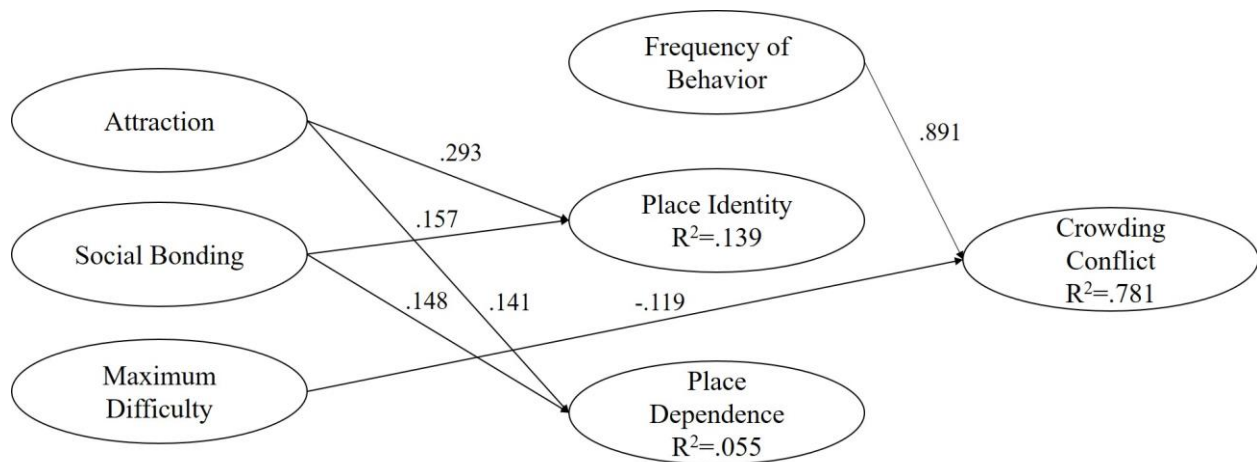 Frequency of
Behavior
Attraction
.891
.293
Place Identity
R²=.139
.157
Social Bonding
Crowding
Conflict
R²=.781
.148
.141
-.119
Maximum
Difficulty
Place
Dependence
R²=.055